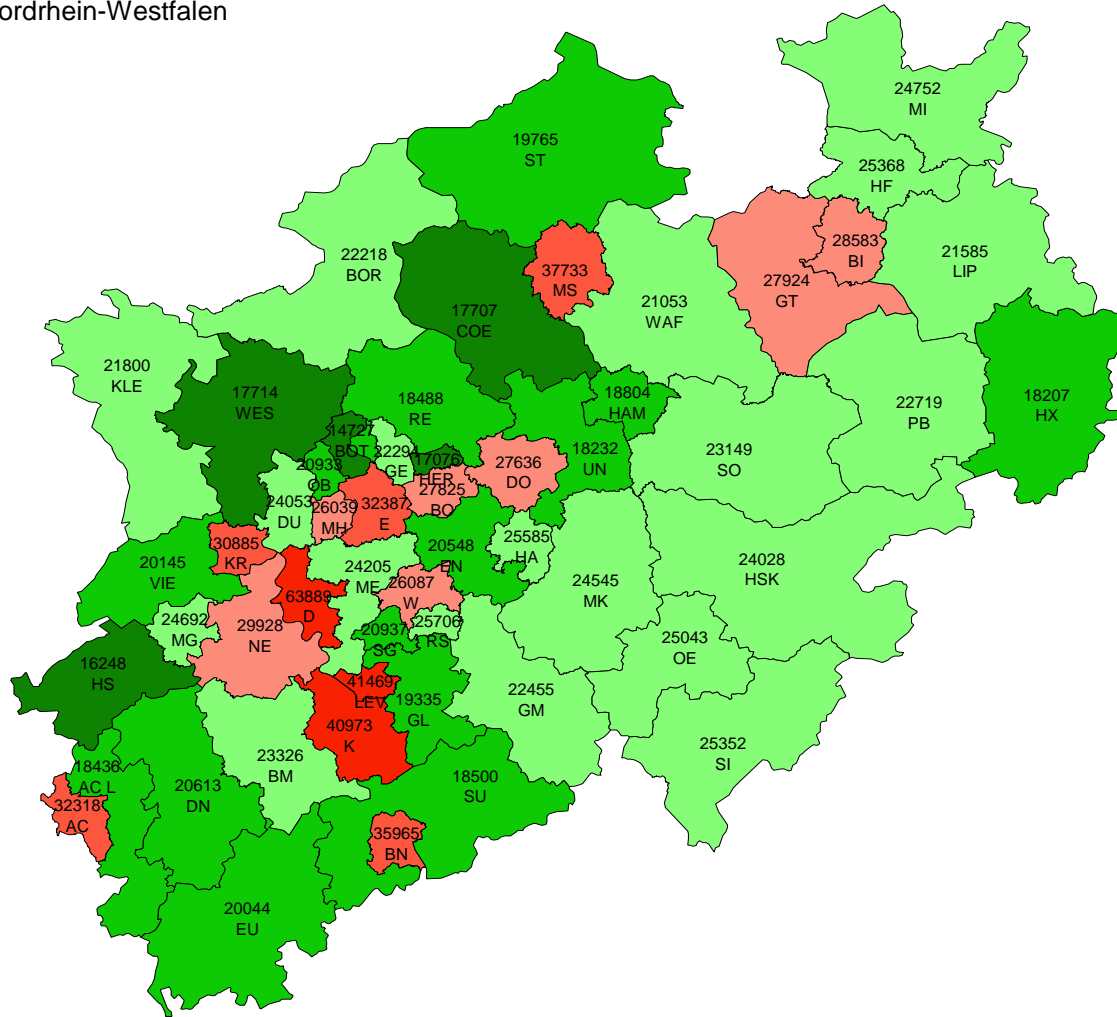 ordrhein-Westfalen
24752
MI
19765
ST
25368
HF
28583
BI
22218
BOR
37733
MS
27924
GT
21585
LIP
21053
WAF
17707
COE
21800
KLE
17714
WES
18488
RE
18804
HAM
22719
PB
18207
HX
14727
BOT
22294
GE
17076
HER
27636
DO
18232
UN
23149
SO
20933
OB
27825
BO
24053
DU
26039
MH
32387
E
30885
KR
20548
EN
25585
HA
20145
VIE
24205
ME
24028
HSK
26087
W
24545
MK
63889
D
24692
MG
29928
NE
20937
SG
25706
RS
25043
OE
16248
HS
41469
LEV
19335
GL
22455
GM
40973
K
25352
SI
23326
BM
18436
AC L
20613
DN
18500
SU
32318
AC
35965
BN
20044
EU